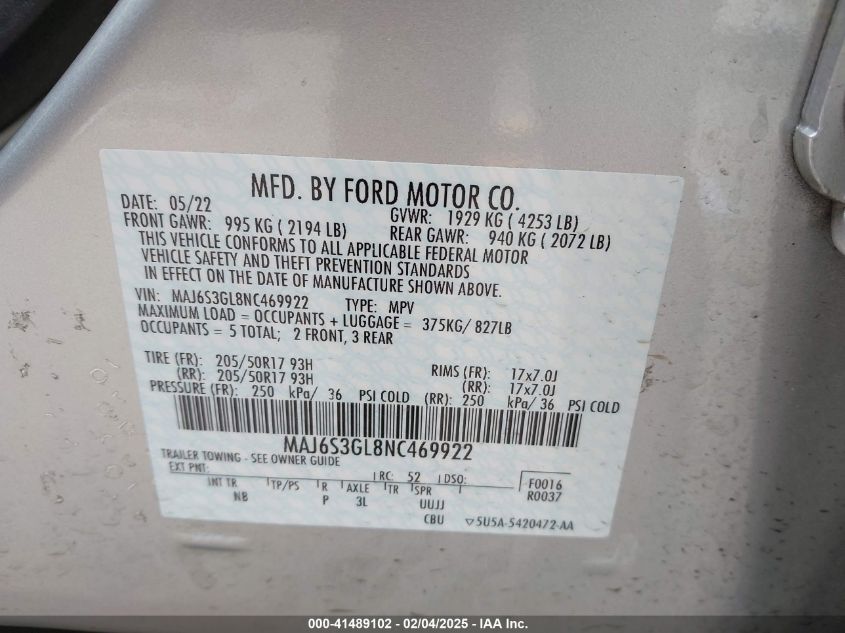 MFD. BY FORD MOTOR CO.
DATE: 05/22 GVWR: 1929 KG ( 4253 LB)
FRONT GAWR: 995 KG ( 2194 LB) REAR GAWR: 940 KG ( 2072 LB)
THIS VEHICLE CONFORMS TO ALL APPLICABLE FEDERAL MOTOR
VEHICLE SAFETY AND THEFT PREVENTION STANDARDS
IN EFFECT ON THE DATE OF MANUFACTURE SHOWN ABOVE.
VIN: MAJ6S3GL8NC469922 TYPE: MPV
MAXIMUM LOAD = OCCUPANTS + LUGGAGE = 375KG/ 827LB
OCCUPANTS = 5 TOTAL; 2 FRONT, 3 REAR
TIRE (FR): 205/50R17 93H RIMS (FR): 17x7.0J
(RR): 205/50R17 93H (RR): 17x7.0J
PRESSURE (FR): 250 kPa/ 36 PSI COLD (RR): 250 kPa/ 36 PSI COLD
MAJ6S3GL8NC469922
TRAILER TOWING - SEE OWNER GUIDE
EXT PNT: RC: 52 DSO: F0016
INT TR TP/PS R AXLE TR SPR R0037
NB P 3L UUJJ
CBU ▽5U5A-5420472-AA
000-41489102 - 02/04/2025 - IAA Inc.